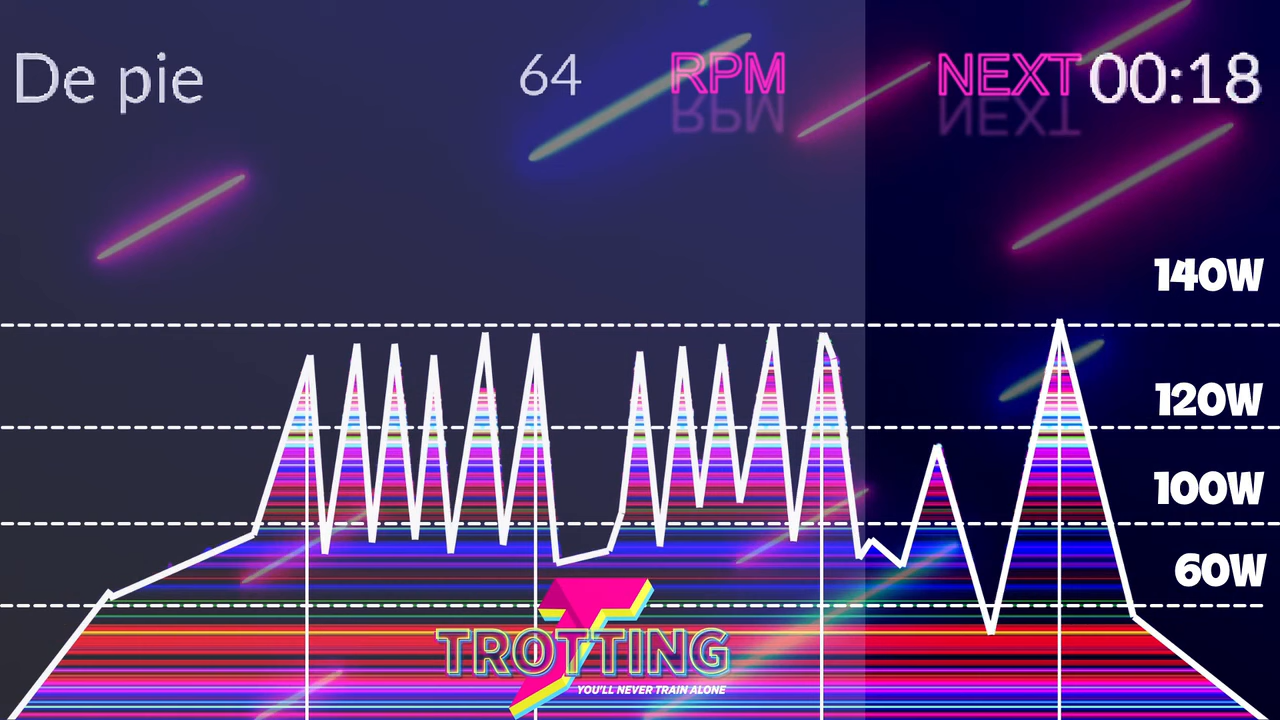 De pie 64 RPM NEXT 00:18
140W
120W
100W
60W
TROTTING
YOU'LL NEVER TRAIN ALONE